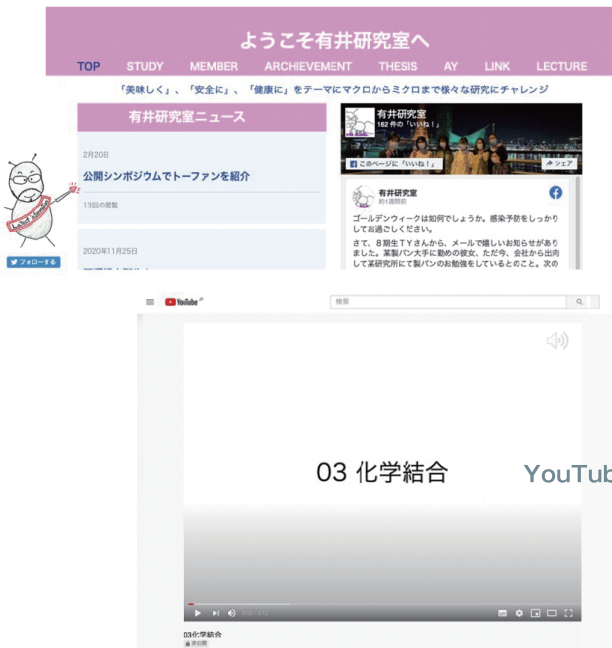 ようこそ有井研究室へ
TOP STUDY MEMBER ARCHIEVEMENT THESIS AY LINK LECTURE
「美味しく」、「安全に」、「健康に」をテーマにマクロからミクロまで様々な研究にチャレンジ
有井研究室ニュース
2月20日
公開シンポジウムでトーファンを紹介
13回の閲覧
2020年11月25日
フォローする
有井研究室
162 件の「いいね！」
このページに「いいね！」
シェア
有井研究室
約1週間前
ゴールデンウィークは如何でしょうか。感染予防をしっかり
してお過ごしください。
さて、８期生ＴＹさんから、メールで嬉しいお知らせがあり
ました。某製パン大手に勤めの彼女、ただ今、会社から出向
して某研究所にて製パンのお勉強をしているとのこと。次の
YouTube JP
検索
03 化学結合
YouTub
03化学結合
非公開